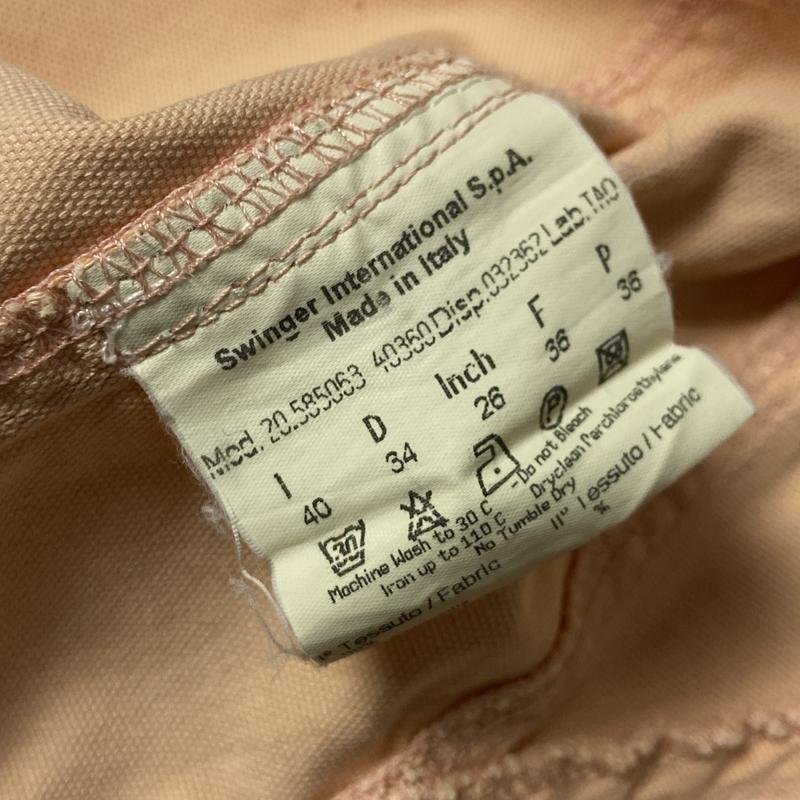 Swinger International S.p.A.
Made in Italy
Mod. 20.585063 40360 Disp.032362 Lab.TAO
I D Inch F P
40 34 26 36 36
30 P
Machine Wash to 30 C -Do not Bleach
Iron up to 110 C Dryclean Perchloroethylene
No Tumble Dry
1° Tessuto / Fabric 11° Tessuto / Fabric
%